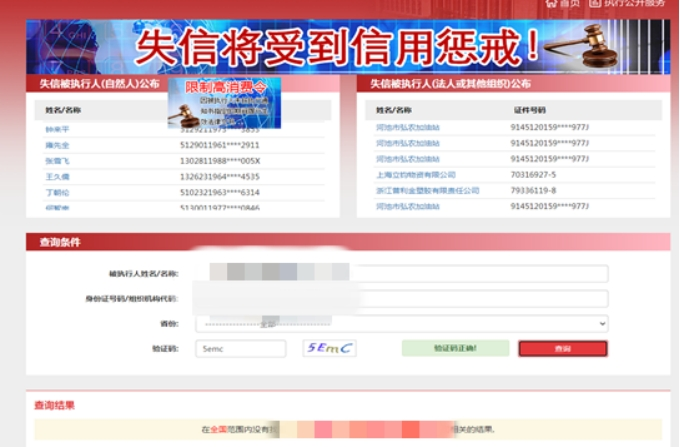 首页 执行公开服务
失信将受到信用惩戒!
失信被执行人(自然人)公布
限制高消费令
姓名/名称
5129011961****2911
张雪飞 1302811988****005X
王久儒 1326231964****4535
丁朝伦 5102321963****6314
失信被执行人(法人或其他组织)公布
姓名/名称 证件号码
河池市弘农加油站 9145120159****977J
河池市弘农加油站 9145120159****977J
河池市弘农加油站 9145120159****977J
上海立钧物资有限公司 70316927-5
浙江普利金塑胶有限责任公司 79336119-8
河池市弘农加油站 9145120159****977J
查询条件
被执行人姓名/名称:
身份证号码/组织机构代码:
省份: 全部
验证码: 5emc 5EmC 验证码正确! 查询
查询结果
在全国范围内没有 相关的结果.